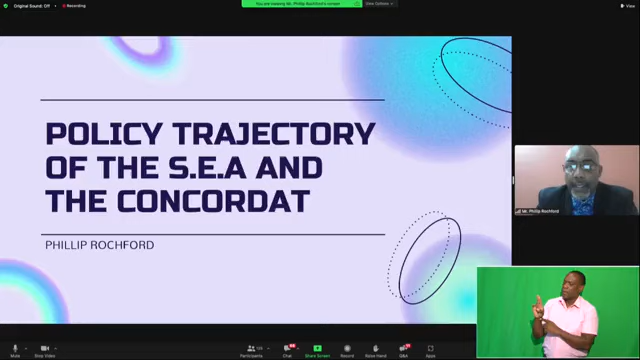 Original Sound: Off
Recording
You are viewing Mr. Phillip Rochford's screen
View Options
View
POLICY TRAJECTORY
OF THE S.E.A AND
THE CONCORDAT
PHILLIP ROCHFORD
Mr. Phillip Rochford
Mute
Stop Video
Participants
Chat
Share Screen
Record
Raise Hand
Q&A
Apps